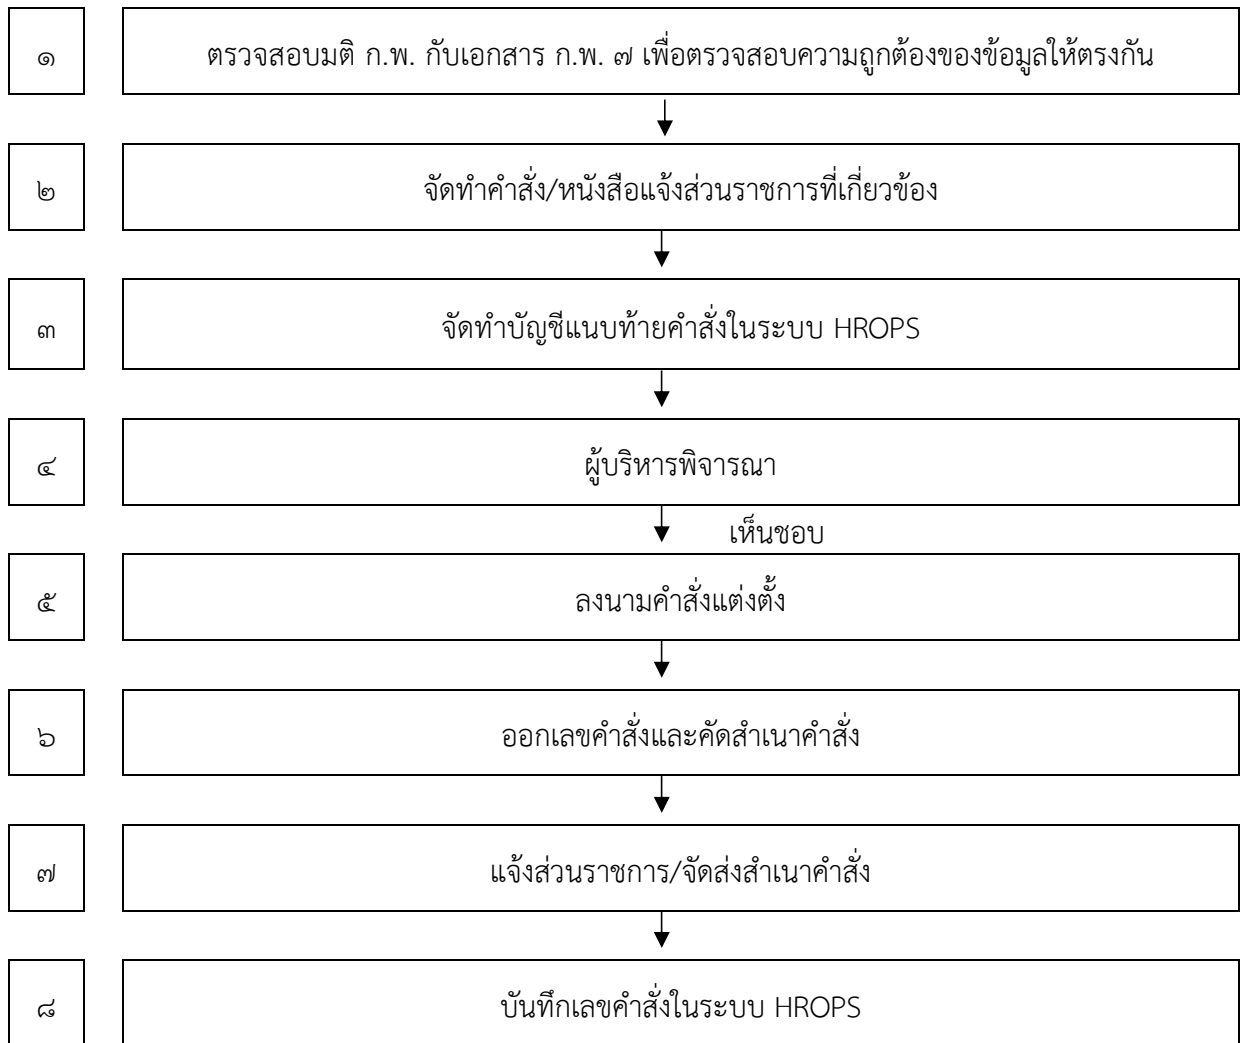 ๑
ตรวจสอบมติ ก.พ. กับเอกสาร ก.พ. ๗ เพื่อตรวจสอบความถูกต้องของข้อมูลให้ตรงกัน
๒
จัดทำคำสั่ง/หนังสือแจ้งส่วนราชการที่เกี่ยวข้อง
๓
จัดทำบัญชีแนบท้ายคำสั่งในระบบ HROPS
๔
ผู้บริหารพิจารณา
เห็นชอบ
๕
ลงนามคำสั่งแต่งตั้ง
๖
ออกเลขคำสั่งและคัดสำเนาคำสั่ง
๗
แจ้งส่วนราชการ/จัดส่งสำเนาคำสั่ง
๘
บันทึกเลขคำสั่งในระบบ HROPS